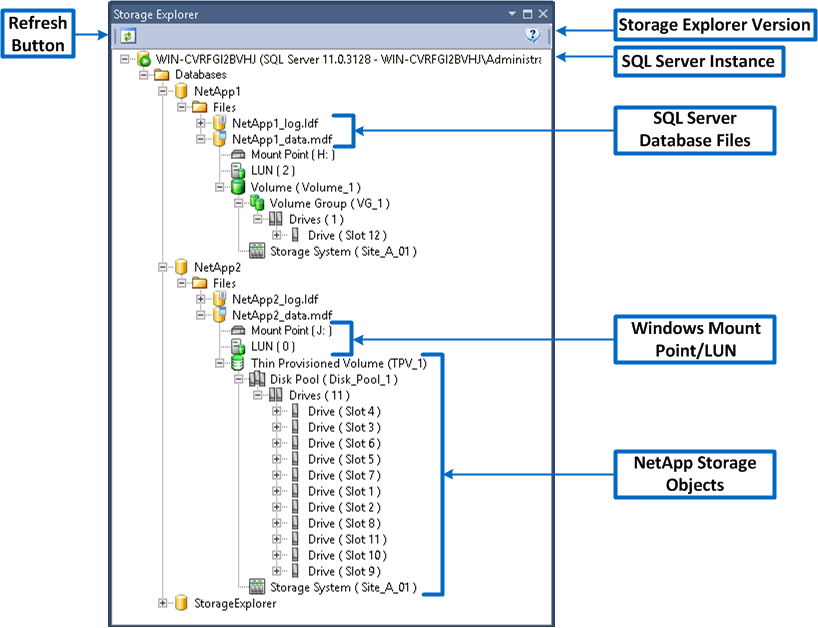 Refresh
Button
Storage Explorer
Storage Explorer Version
SQL Server Instance
WIN-CVRFGI2BVHJ (SQL Server 11.0.3128 - WIN-CVRFGI2BVHJ\Administra
Databases
NetApp1
Files
NetApp1_log.ldf
NetApp1_data.mdf
SQL Server
Database Files
Mount Point ( H: )
LUN ( 2 )
Volume ( Volume_1 )
Volume Group ( VG_1 )
Drives ( 1 )
Drive ( Slot 12 )
Storage System ( Site_A_01 )
NetApp2
Files
NetApp2_log.ldf
NetApp2_data.mdf
Mount Point ( J: )
LUN ( 0 )
Windows Mount
Point/LUN
Thin Provisioned Volume (TPV_1)
Disk Pool ( Disk_Pool_1 )
Drives ( 11 )
Drive ( Slot 4 )
Drive ( Slot 3 )
Drive ( Slot 6 )
Drive ( Slot 5 )
Drive ( Slot 7 )
Drive ( Slot 1 )
Drive ( Slot 2 )
Drive ( Slot 8 )
Drive ( Slot 11 )
Drive ( Slot 10 )
Drive ( Slot 9 )
NetApp Storage
Objects
Storage System ( Site_A_01 )
StorageExplorer